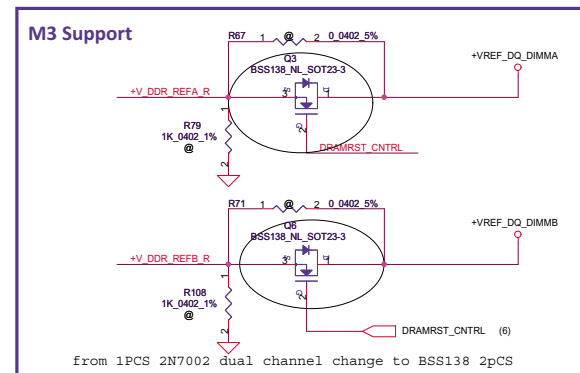 M3 Support
R67 1 @ 2 0_0402_5%
+VREF_DQ_DIMMA
Q3
BSS138_NL_SOT23-3
+V_DDR_REFA_R 3 S D 1
R79
1K_0402_1%
@
1
2
G
2
DRAMRST_CNTRL
R71 1 @ 2 0_0402_5%
+VREF_DQ_DIMMB
Q6
BSS138_NL_SOT23-3
+V_DDR_REFB_R 3 S D 1
R108
1K_0402_1%
@
1
2
G
2
DRAMRST_CNTRL (6)
from 1PCS 2N7002 dual channel change to BSS138 2pCS